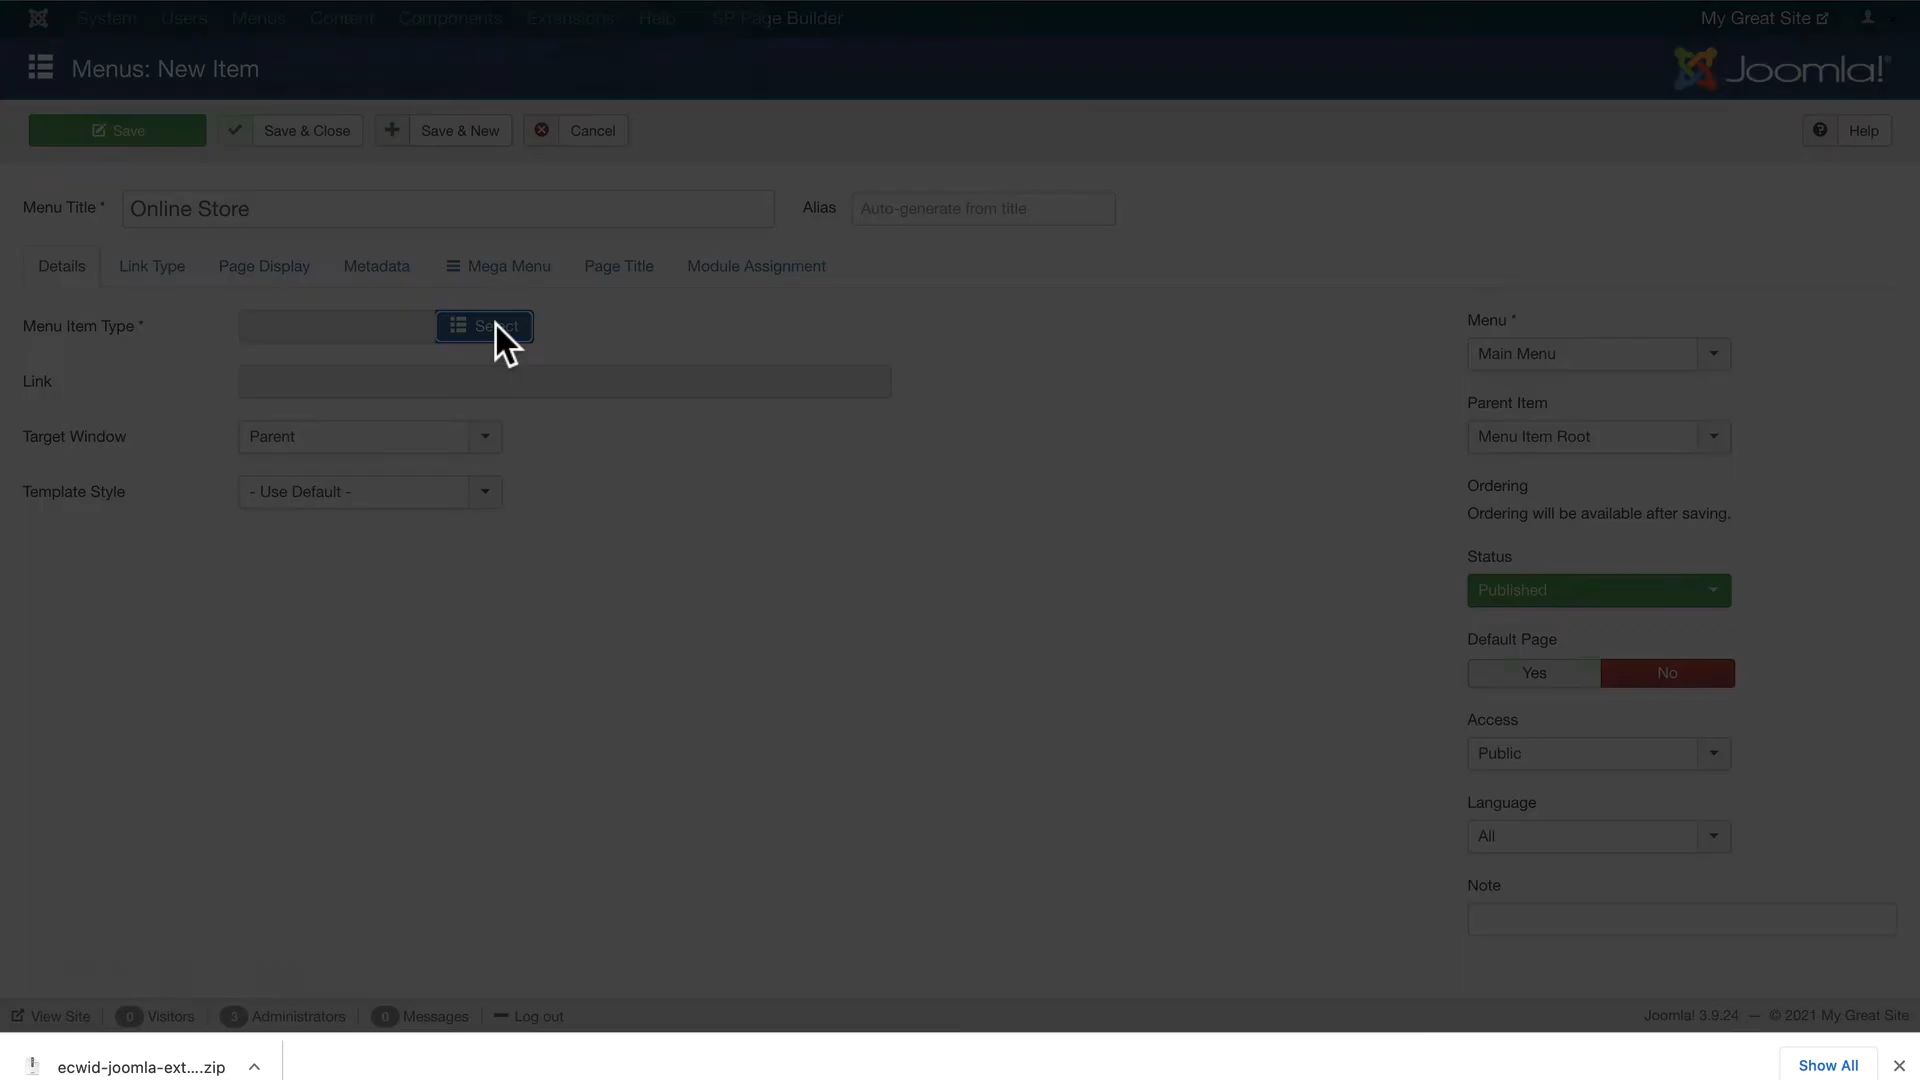 System Users Menus Content Components Extensions Help SP Page Builder My Great Site
Menus: New Item
Joomla!
Save Save & Close Save & New Cancel Help
Menu Title * Online Store Alias Auto-generate from title
Details Link Type Page Display Metadata Mega Menu Page Title Module Assignment
Menu Item Type * Select
Link
Target Window Parent
Template Style - Use Default -
Menu *
Main Menu
Parent Item
Menu Item Root
Ordering
Ordering will be available after saving.
Status
Published
Default Page
Yes No
Access
Public
Language
All
Note
View Site 0 Visitors 3 Administrators 0 Messages Log out Joomla! 3.9.24 — © 2021 My Great Site
ecwid-joomla-ext....zip Show All